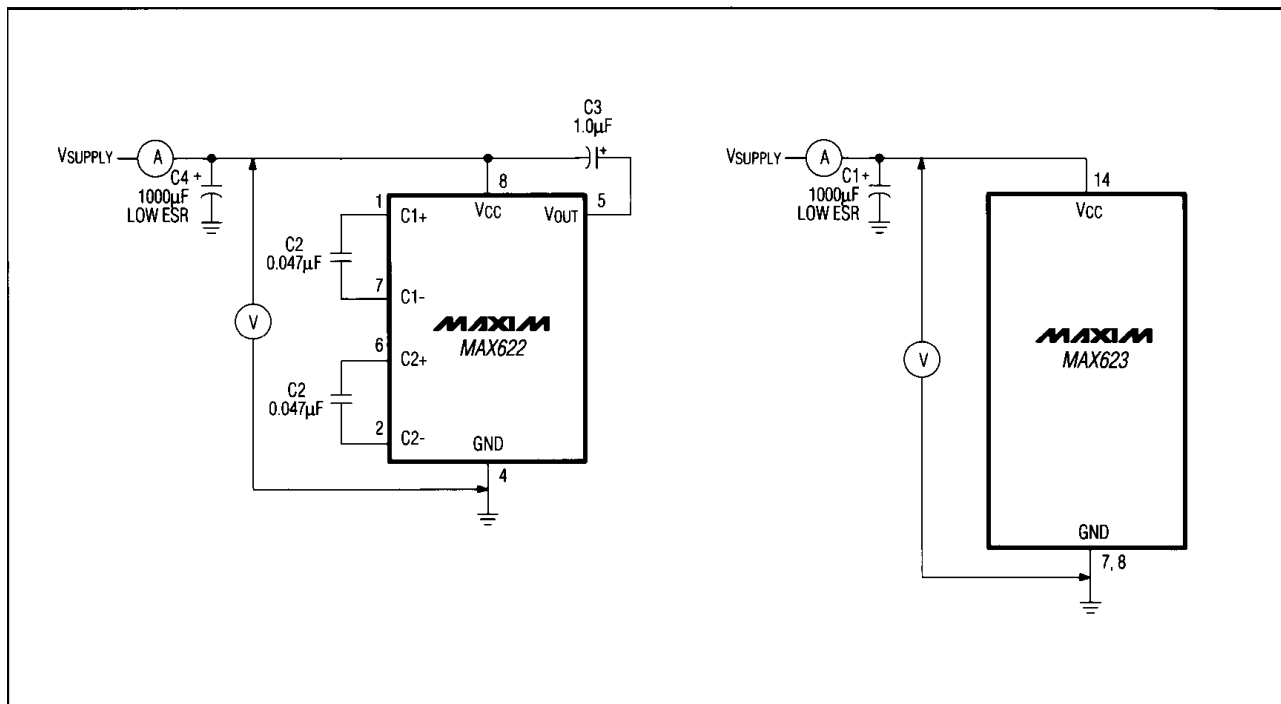 C3
1.0µF
VSUPPLY
A
C4 +
1000µF
LOW ESR
+
8
VCC
VOUT
5
1
C1+
C2
0.047µF
7
C1-
V
MAXIM
MAX622
6
C2+
C2
0.047µF
2
C2-
GND
4
VSUPPLY
A
C1+
1000µF
LOW ESR
14
VCC
V
MAXIM
MAX623
GND
7, 8